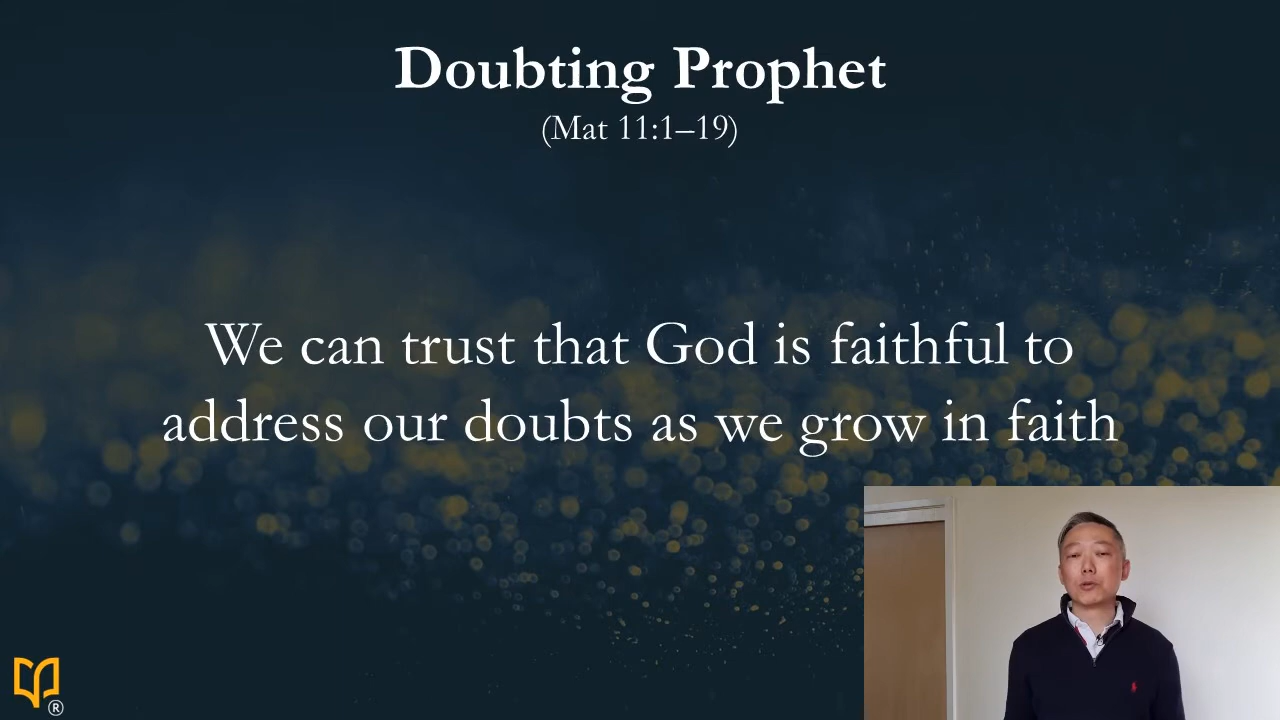 Doubting Prophet
(Mat 11:1–19)
We can trust that God is faithful to
address our doubts as we grow in faith
®